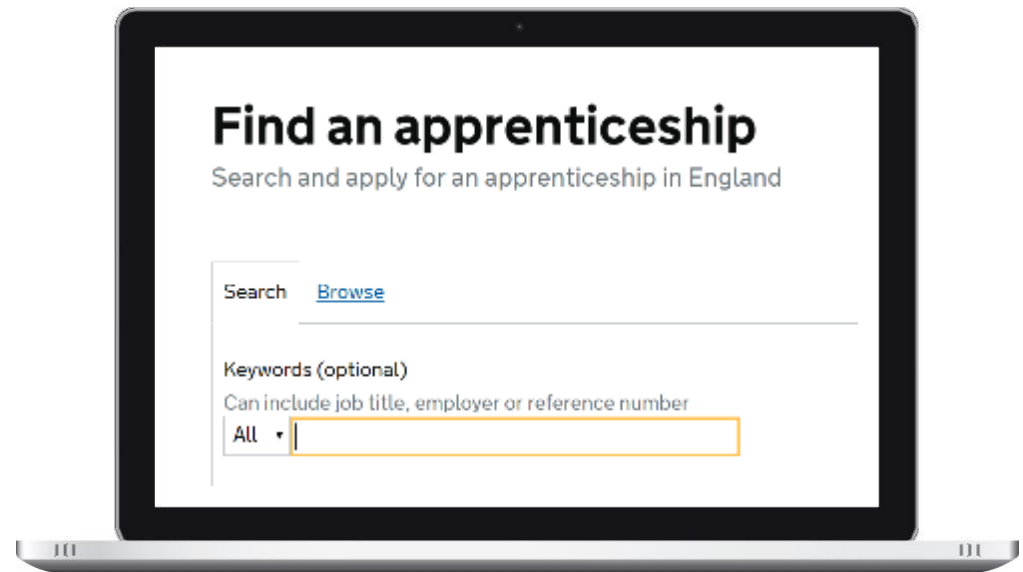 Find an apprenticeship
Search and apply for an apprenticeship in England
Search Browse
Keywords (optional)
Can include job title, employer or reference number
All